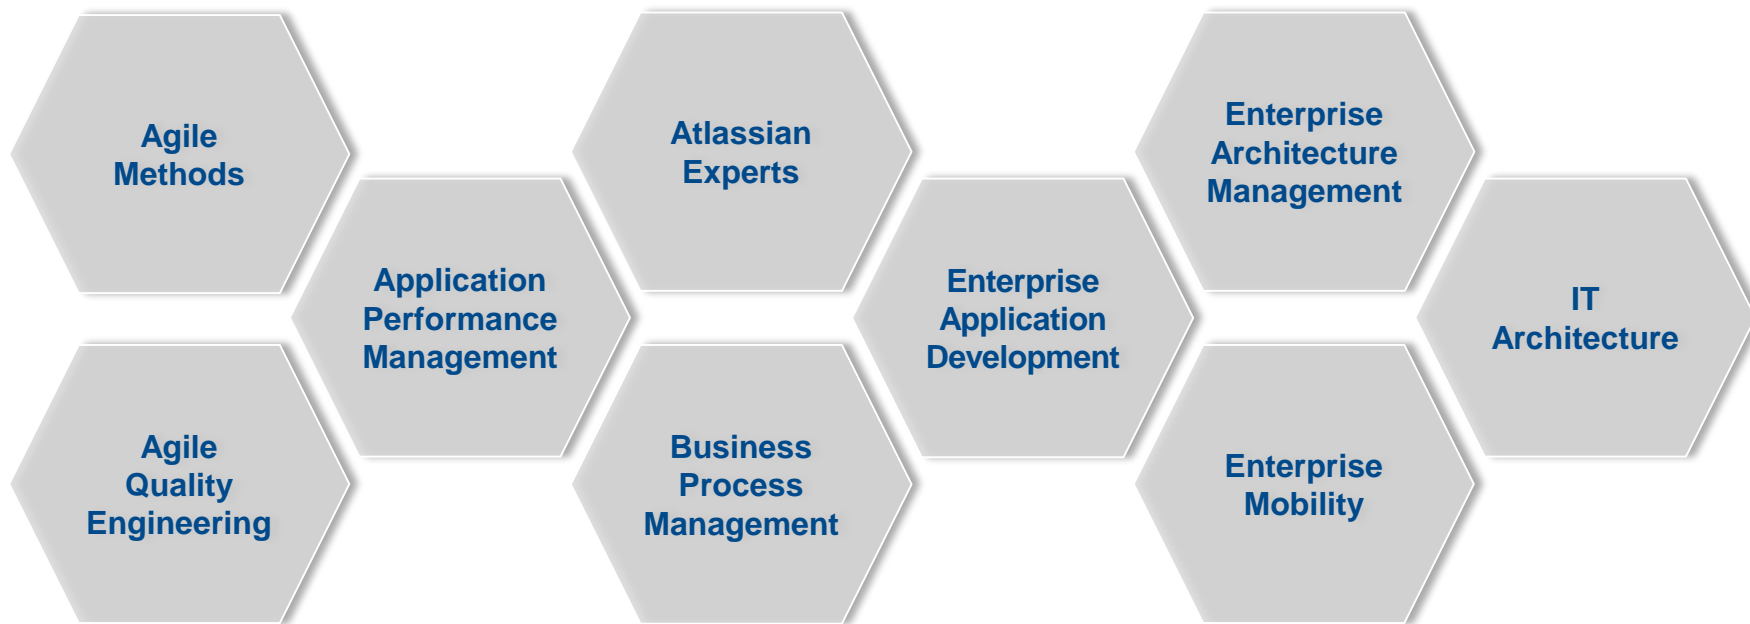 Agile
Methods
Atlassian
Experts
Enterprise
Architecture
Management
Application
Performance
Management
Enterprise
Application
Development
IT
Architecture
Agile
Quality
Engineering
Business
Process
Management
Enterprise
Mobility